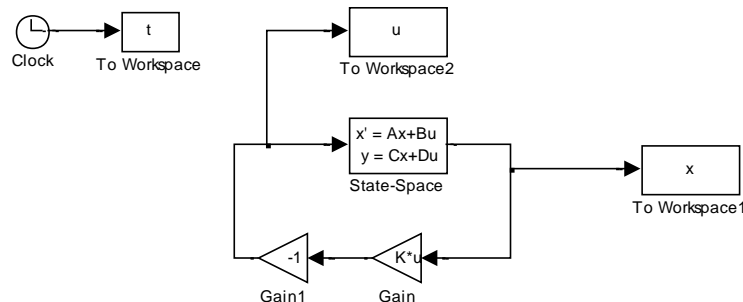 t
Clock
To Workspace
u
To Workspace2
x' = Ax+Bu
y = Cx+Du
State-Space
x
To Workspace1
-1
K*u
Gain1
Gain